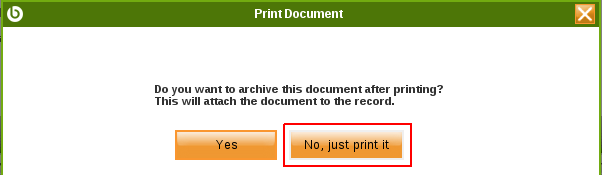 Print Document
Do you want to archive this document after printing?
This will attach the document to the record.
Yes
No, just print it